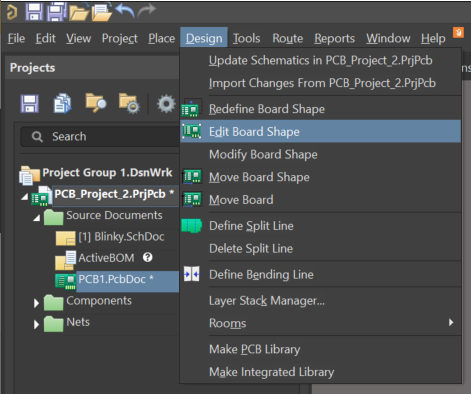 File Edit View Project Place Design Tools Route Reports Window Help
Projects
Update Schematics in PCB_Project_2.PrjPcb
Import Changes From PCB_Project_2.PrjPcb
Redefine Board Shape
Search
Edit Board Shape
Modify Board Shape
Project Group 1.DsnWrk
Move Board Shape
PCB_Project_2.PrjPcb *
Move Board
Source Documents
Define Split Line
[1] Blinky.SchDoc
Delete Split Line
ActiveBOM ?
PCB1.PcbDoc *
Define Bending Line
Components
Layer Stack Manager...
Nets
Rooms
Make PCB Library
Make Integrated Library